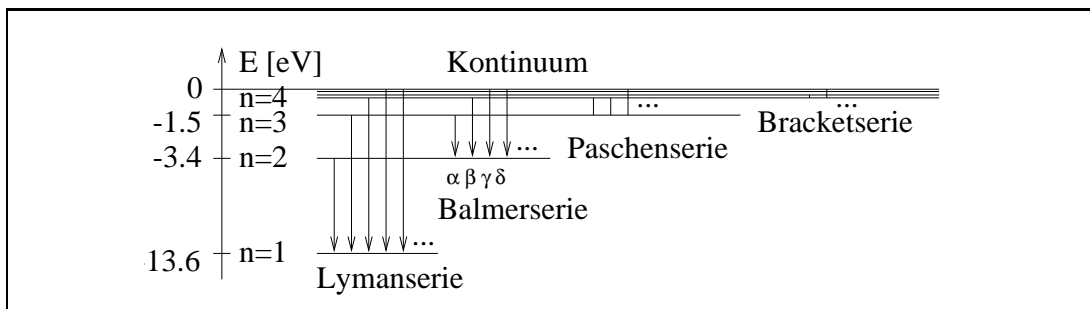 E [eV] Kontinuum
0
n=4 ... ...
-1.5 n=3 Bracketserie
... Paschenserie
-3.4 n=2
α β γ δ
Balmerserie
...
-13.6 n=1
Lymanserie